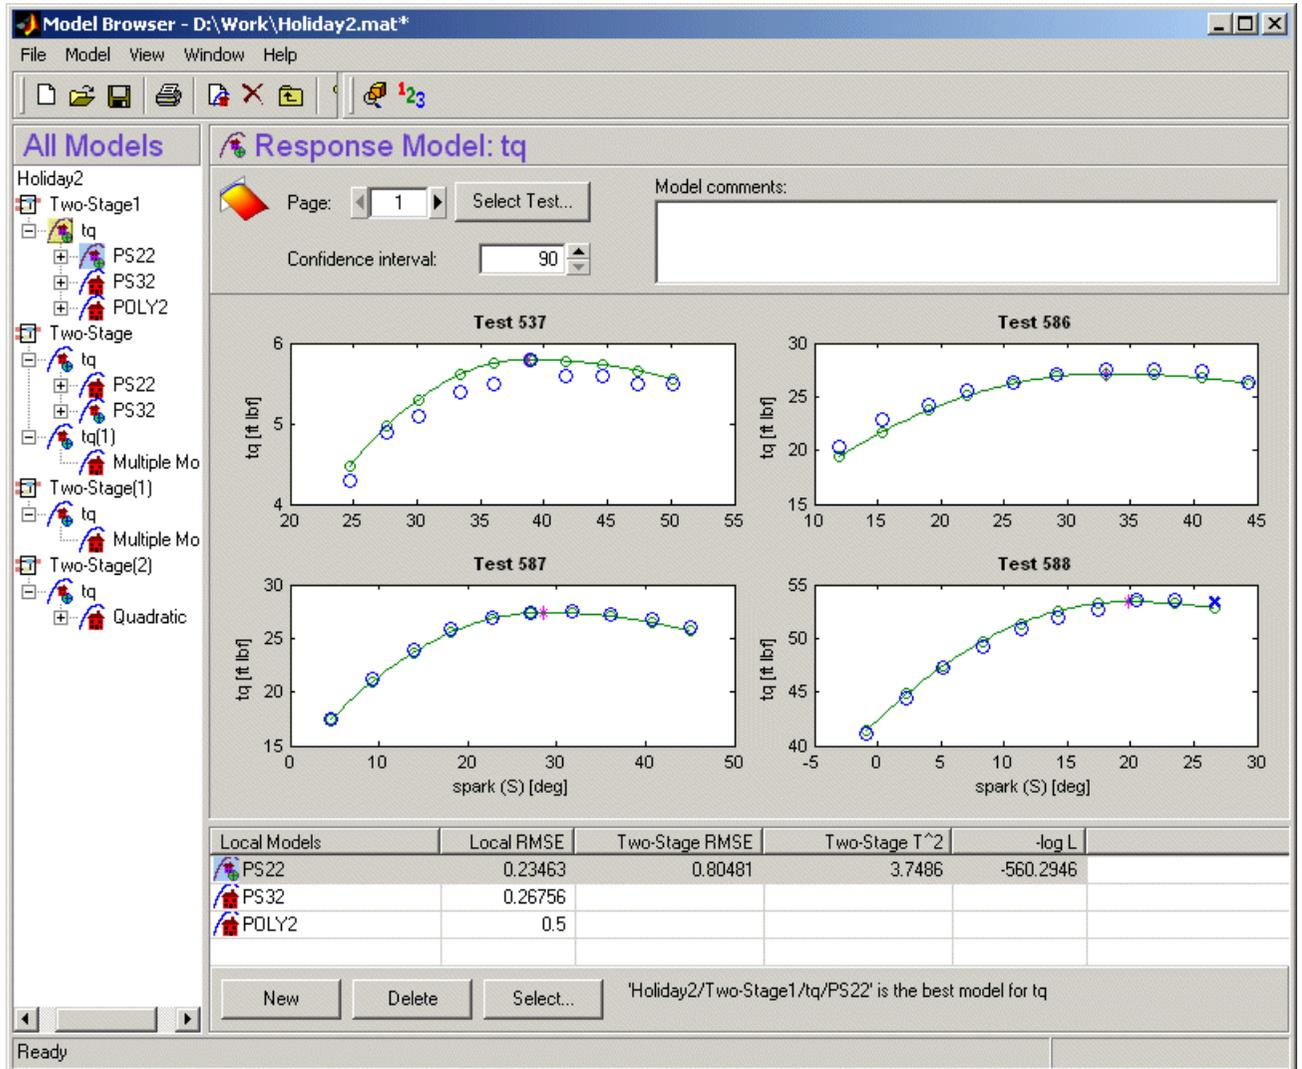 Model Browser - D:\Work\Holiday2.mat*
File Model View Window Help
123
All Models
Holiday2
Two-Stage1
tq
PS22
PS32
POLY2
Two-Stage
tq
PS22
PS32
tq(1)
Multiple Mo
Two-Stage(1)
tq
Multiple Mo
Two-Stage(2)
tq
Quadratic
Response Model: tq
Page: 1 Select Test...
Confidence interval: 90
Model comments:
Test 537
6
5
4
tq [ft lbf]
20 25 30 35 40 45 50 55
Test 586
30
25
20
15
tq [ft lbf]
10 15 20 25 30 35 40 45
Test 587
30
25
20
15
tq [ft lbf]
0 10 20 30 40 50
spark (S) [deg]
Test 588
55
50
45
40
tq [ft lbf]
-5 0 5 10 15 20 25 30
spark (S) [deg]
Local Models Local RMSE Two-Stage RMSE Two-Stage T^2 -log L
PS22 0.23463 0.80481 3.7486 -560.2946
PS32 0.26756
POLY2 0.5
New Delete Select... 'Holiday2/Two-Stage1/tq/PS22' is the best model for tq
Ready